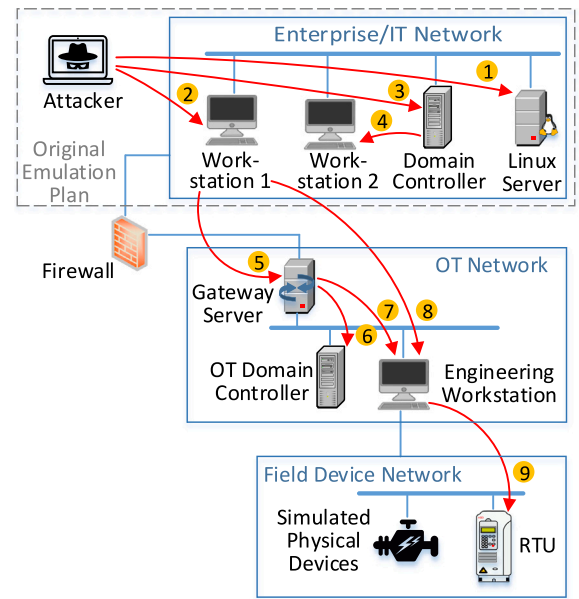 Enterprise/IT Network
Attacker
1
2
3
4
Work-
station 1
Work-
station 2
Domain
Controller
Linux
Server
Original
Emulation
Plan
Firewall
OT Network
5
Gateway
Server
7
8
6
OT Domain
Controller
Engineering
Workstation
Field Device Network
9
Simulated
Physical
Devices
RTU